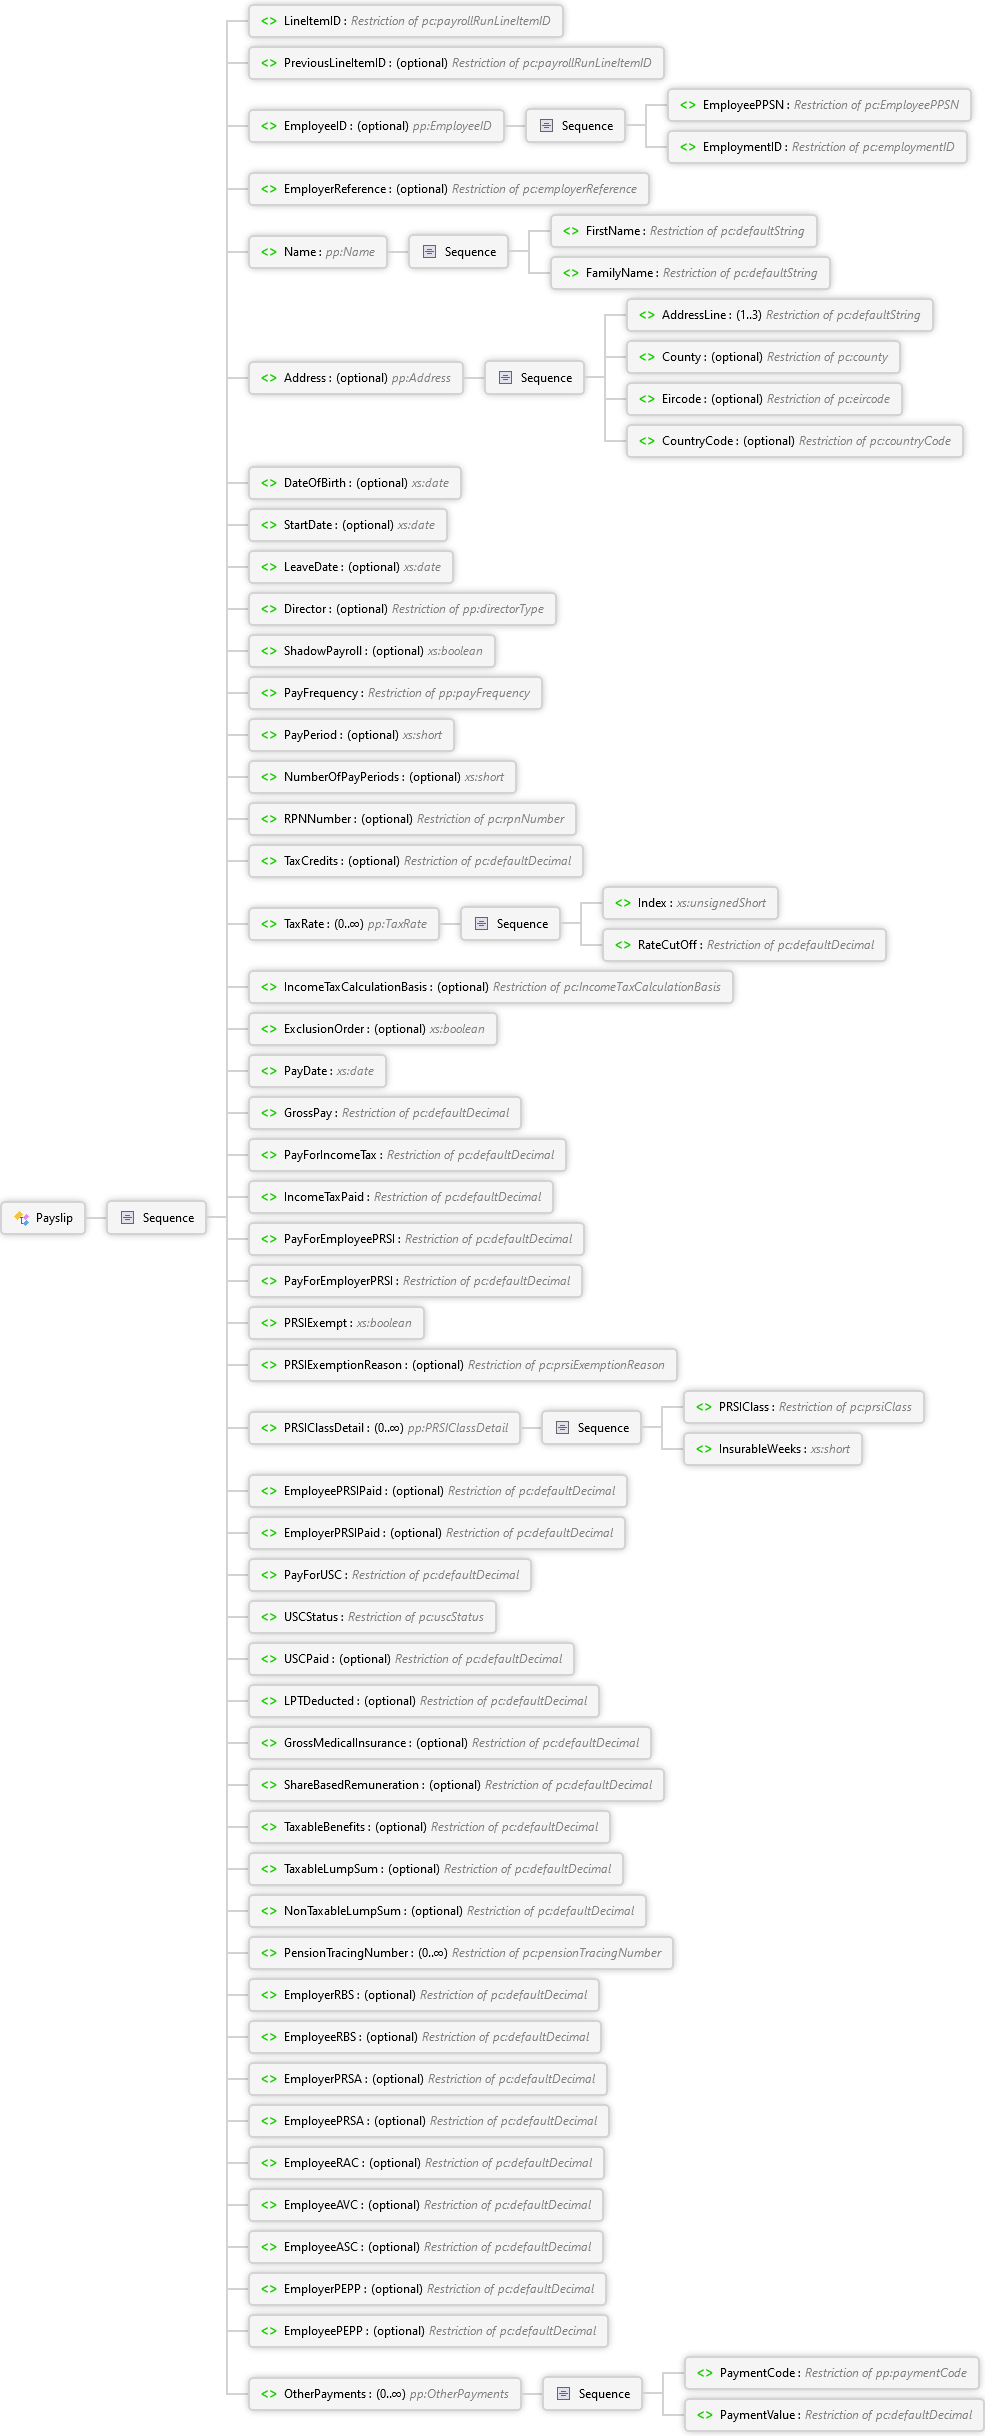 <> LineItemID : Restriction of pc:payrollRunLineItemID
<> PreviousLineItemID : (optional) Restriction of pc:payrollRunLineItemID
<> EmployeeID : (optional) pp:EmployeeID
Sequence
<> EmployeePPSN : Restriction of pc:EmployeePPSN
<> EmploymentID : Restriction of pc:employmentID
<> EmployerReference : (optional) Restriction of pc:employerReference
<> Name : pp:Name
Sequence
<> FirstName : Restriction of pc:defaultString
<> FamilyName : Restriction of pc:defaultString
<> Address : (optional) pp:Address
Sequence
<> AddressLine : (1..3) Restriction of pc:defaultString
<> County : (optional) Restriction of pc:county
<> Eircode : (optional) Restriction of pc:eircode
<> CountryCode : (optional) Restriction of pc:countryCode
<> DateOfBirth : (optional) xs:date
<> StartDate : (optional) xs:date
<> LeaveDate : (optional) xs:date
<> Director : (optional) Restriction of pp:directorType
<> ShadowPayroll : (optional) xs:boolean
<> PayFrequency : Restriction of pp:payFrequency
<> PayPeriod : (optional) xs:short
<> NumberOfPayPeriods : (optional) xs:short
<> RPNNumber : (optional) Restriction of pc:rpnNumber
<> TaxCredits : (optional) Restriction of pc:defaultDecimal
<> TaxRate : (0..∞) pp:TaxRate
Sequence
<> Index : xs:unsignedShort
<> RateCutOff : Restriction of pc:defaultDecimal
<> IncomeTaxCalculationBasis : (optional) Restriction of pc:IncomeTaxCalculationBasis
<> ExclusionOrder : (optional) xs:boolean
<> PayDate : xs:date
<> GrossPay : Restriction of pc:defaultDecimal
<> PayForIncomeTax : Restriction of pc:defaultDecimal
<> IncomeTaxPaid : Restriction of pc:defaultDecimal
Payslip
Sequence
<> PayForEmployeePRSI : Restriction of pc:defaultDecimal
<> PayForEmployerPRSI : Restriction of pc:defaultDecimal
<> PRSIExempt : xs:boolean
<> PRSIExemptionReason : (optional) Restriction of pc:prsiExemptionReason
<> PRSIClassDetail : (0..∞) pp:PRSIClassDetail
Sequence
<> PRSIClass : Restriction of pc:prsiClass
<> InsurableWeeks : xs:short
<> EmployeePRSIPaid : (optional) Restriction of pc:defaultDecimal
<> EmployerPRSIPaid : (optional) Restriction of pc:defaultDecimal
<> PayForUSC : Restriction of pc:defaultDecimal
<> USCStatus : Restriction of pc:uscStatus
<> USCPaid : (optional) Restriction of pc:defaultDecimal
<> LPTDeducted : (optional) Restriction of pc:defaultDecimal
<> GrossMedicalInsurance : (optional) Restriction of pc:defaultDecimal
<> ShareBasedRemuneration : (optional) Restriction of pc:defaultDecimal
<> TaxableBenefits : (optional) Restriction of pc:defaultDecimal
<> TaxableLumpSum : (optional) Restriction of pc:defaultDecimal
<> NonTaxableLumpSum : (optional) Restriction of pc:defaultDecimal
<> PensionTracingNumber : (0..∞) Restriction of pc:pensionTracingNumber
<> EmployerRBS : (optional) Restriction of pc:defaultDecimal
<> EmployeeRBS : (optional) Restriction of pc:defaultDecimal
<> EmployerPRSA : (optional) Restriction of pc:defaultDecimal
<> EmployeePRSA : (optional) Restriction of pc:defaultDecimal
<> EmployeeRAC : (optional) Restriction of pc:defaultDecimal
<> EmployeeAVC : (optional) Restriction of pc:defaultDecimal
<> EmployeeASC : (optional) Restriction of pc:defaultDecimal
<> EmployerPEPP : (optional) Restriction of pc:defaultDecimal
<> EmployeePEPP : (optional) Restriction of pc:defaultDecimal
<> OtherPayments : (0..∞) pp:OtherPayments
Sequence
<> PaymentCode : Restriction of pp:paymentCode
<> PaymentValue : Restriction of pc:defaultDecimal